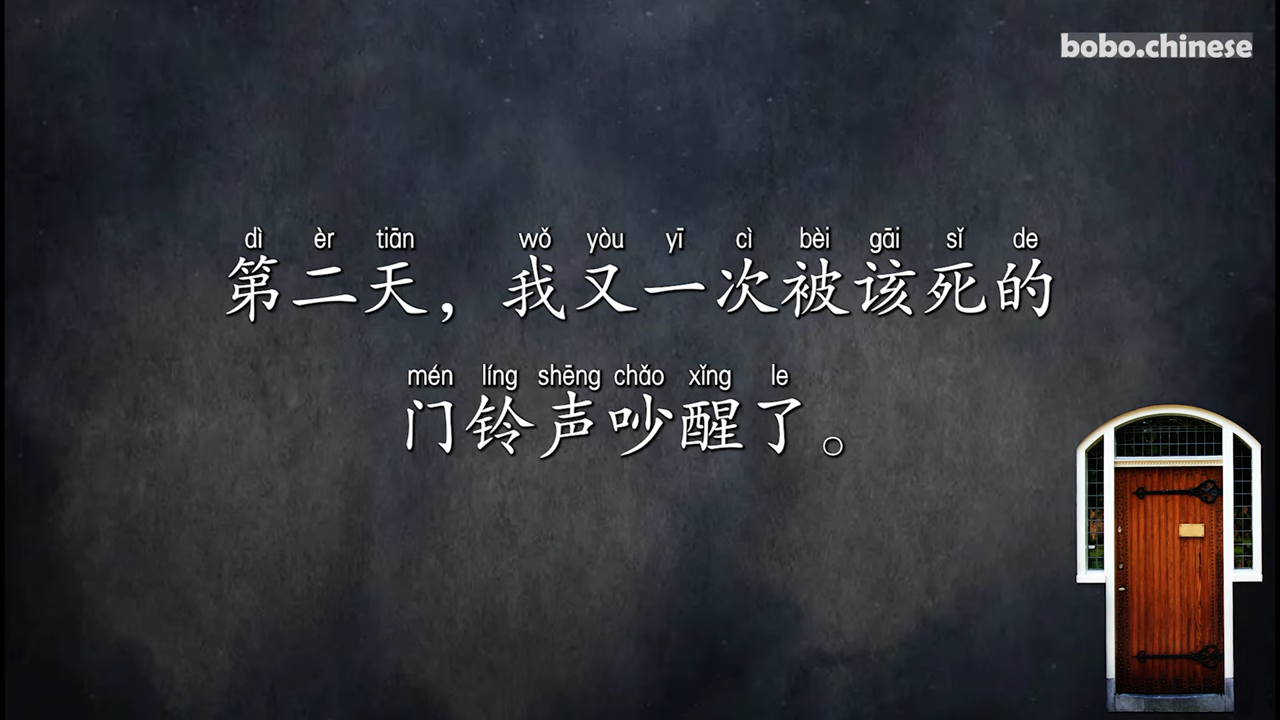 bobo.chinese
dì èr tiān wǒ yòu yī cì bèi gāi sǐ de
第二天，我又一次被该死的
mén líng shēng chǎo xǐng le
门铃声吵醒了。